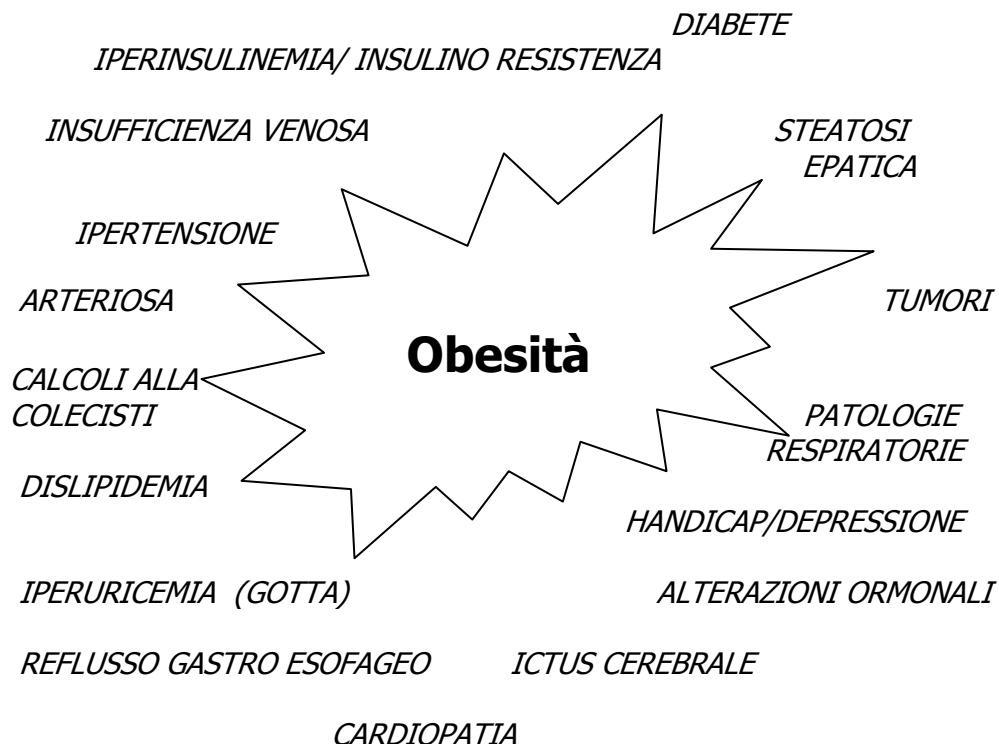 DIABETE
IPERINSULINEMIA/ INSULINO RESISTENZA
INSUFFICIENZA VENOSA
STEATOSI
EPATICA
IPERTENSIONE
ARTERIOSA
TUMORI
Obesità
CALCOLI ALLA
COLECISTI
PATOLOGIE
RESPIRATORIE
DISLIPIDEMIA
HANDICAP/DEPRESSIONE
IPERURICEMIA (GOTTA)
ALTERAZIONI ORMONALI
REFLUSSO GASTRO ESOFAGEO
ICTUS CEREBRALE
CARDIOPATIA